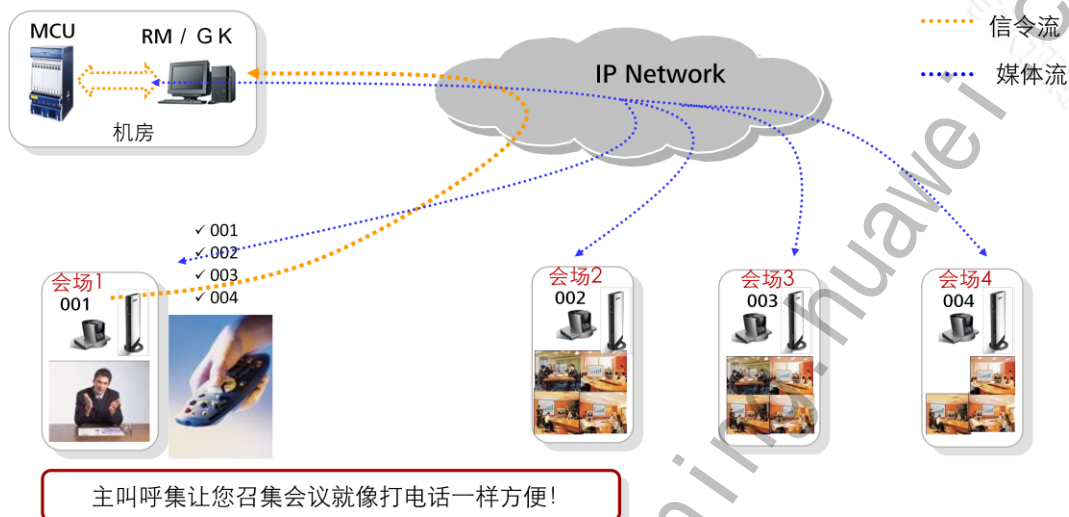 MCU
RM / G K
机房
IP Network
信令流
媒体流
✓ 001
✓ 002
✓ 003
✓ 004
会场1
001
会场2
002
会场3
003
会场4
004
主叫呼集让您召集会议就像打电话一样方便!
ning.huawei.c